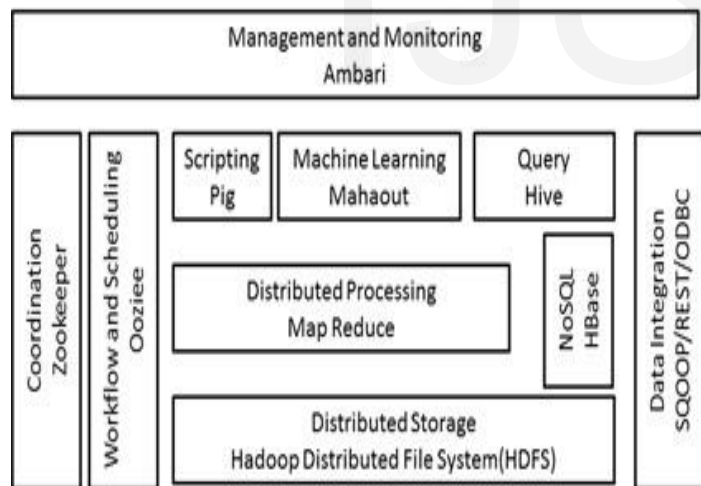 Management and Monitoring
Ambari
Coordination
Zookeeper
Workflow and Scheduling
Ooziee
Scripting
Pig
Machine Learning
Mahaout
Query
Hive
Distributed Processing
Map Reduce
NoSQL
HBase
Data Integration
SQOOP/REST/ODBC
Distributed Storage
Hadoop Distributed File System(HDFS)